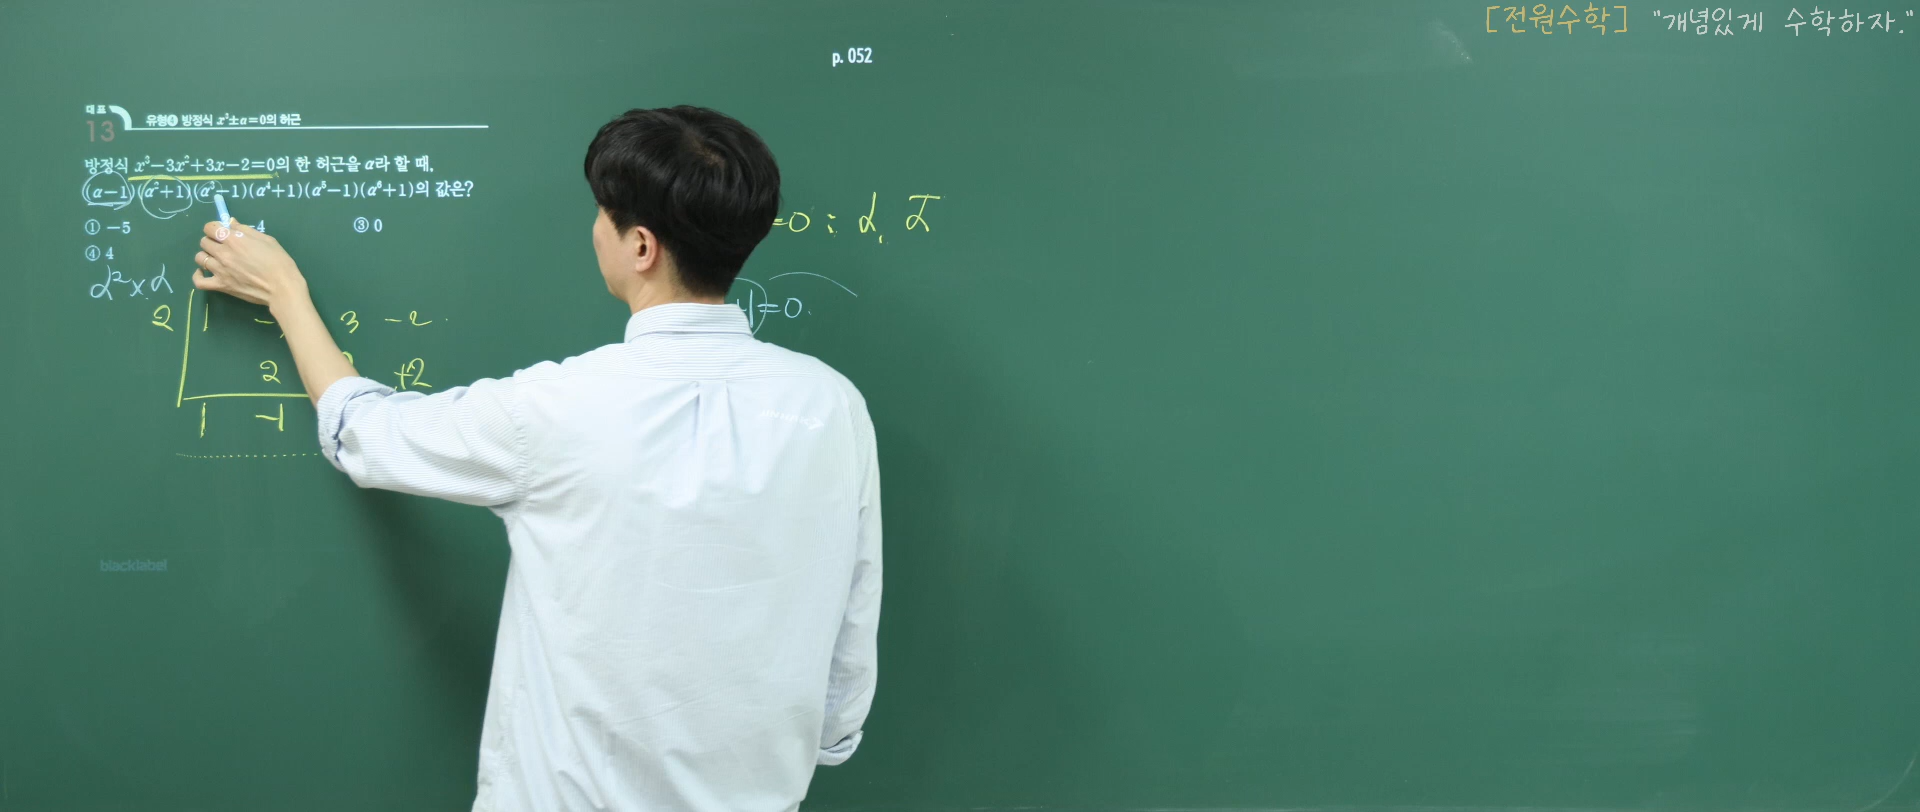 [전원수학] "개념있게 수학하자."
p. 052
대표
13
유형❹ 방정식 x³±a=0의 허근
방정식 x³−3x²+3x−2=0의 한 허근을 α라 할 때,
(α−1)(α²+1)(α³−1)(α⁴+1)(α⁵−1)(α⁶+1)의 값은?
① −5
−4
③ 0
④ 4
α²×α
2 1 − 3 −2
2 +2
1 −1
=0 : α, ᾱ
+1=0.
blacklabel